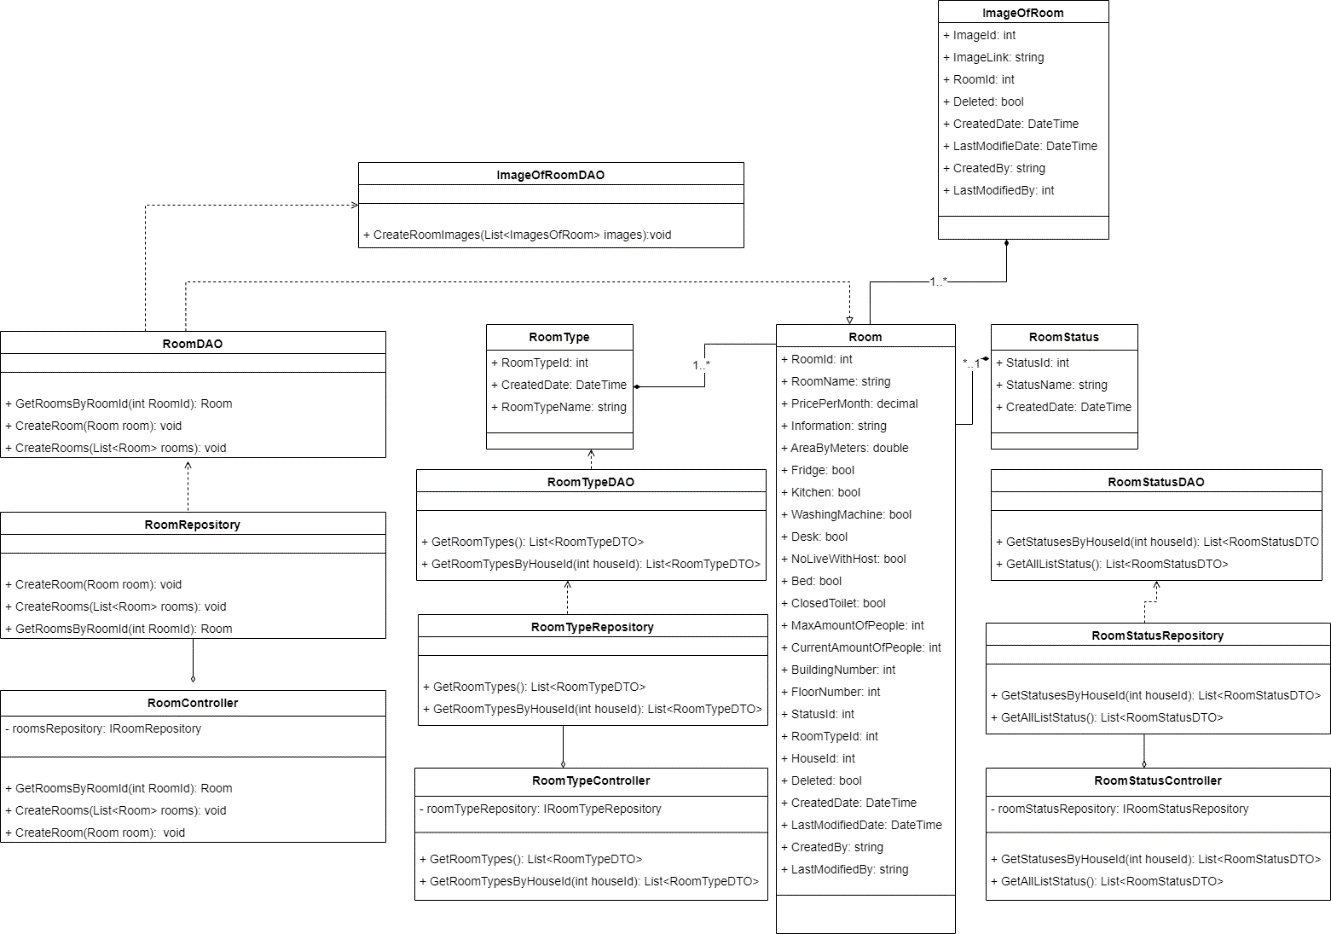 ImageOfRoom
+ ImageId: int
+ ImageLink: string
+ RoomId: int
+ Deleted: bool
+ CreatedDate: DateTime
+ LastModifieDate: DateTime
+ CreatedBy: string
+ LastModifiedBy: int
ImageOfRoomDAO
+ CreateRoomImages(List<ImagesOfRoom> images):void
1..*
RoomDAO
+ GetRoomsByRoomId(int RoomId): Room
+ CreateRoom(Room room): void
+ CreateRooms(List<Room> rooms): void
RoomType
+ RoomTypeId: int
+ CreatedDate: DateTime
+ RoomTypeName: string
1..*
Room
+ RoomId: int
+ RoomName: string
+ PricePerMonth: decimal
+ Information: string
+ AreaByMeters: double
+ Fridge: bool
+ Kitchen: bool
+ WashingMachine: bool
+ Desk: bool
+ NoLiveWithHost: bool
+ Bed: bool
+ ClosedToilet: bool
+ MaxAmountOfPeople: int
+ CurrentAmountOfPeople: int
+ BuildingNumber: int
+ FloorNumber: int
+ StatusId: int
+ RoomTypeId: int
+ HouseId: int
+ Deleted: bool
+ CreatedDate: DateTime
+ LastModifiedDate: DateTime
+ CreatedBy: string
+ LastModifiedBy: string
*..1
RoomStatus
+ StatusId: int
+ StatusName: string
+ CreatedDate: DateTime
RoomTypeDAO
+ GetRoomTypes(): List<RoomTypeDTO>
+ GetRoomTypesByHouseId(int houseId): List<RoomTypeDTO>
RoomStatusDAO
+ GetStatusesByHouseId(int houseId): List<RoomStatusDTO
+ GetAllListStatus(): List<RoomStatusDTO>
RoomRepository
+ CreateRoom(Room room): void
+ CreateRooms(List<Room> rooms): void
+ GetRoomsByRoomId(int RoomId): Room
RoomTypeRepository
+ GetRoomTypes(): List<RoomTypeDTO>
+ GetRoomTypesByHouseId(int houseId): List<RoomTypeDTO>
RoomStatusRepository
+ GetStatusesByHouseId(int houseId): List<RoomStatusDTO>
+ GetAllListStatus(): List<RoomStatusDTO>
RoomController
- roomsRepository: IRoomRepository
+ GetRoomsByRoomId(int RoomId): Room
+ CreateRooms(List<Room> rooms): void
+ CreateRoom(Room room): void
RoomTypeController
- roomTypeRepository: IRoomTypeRepository
+ GetRoomTypes(): List<RoomTypeDTO>
+ GetRoomTypesByHouseId(int houseId): List<RoomTypeDTO>
RoomStatusController
- roomStatusRepository: IRoomStatusRepository
+ GetStatusesByHouseId(int houseId): List<RoomStatusDTO>
+ GetAllListStatus(): List<RoomStatusDTO>